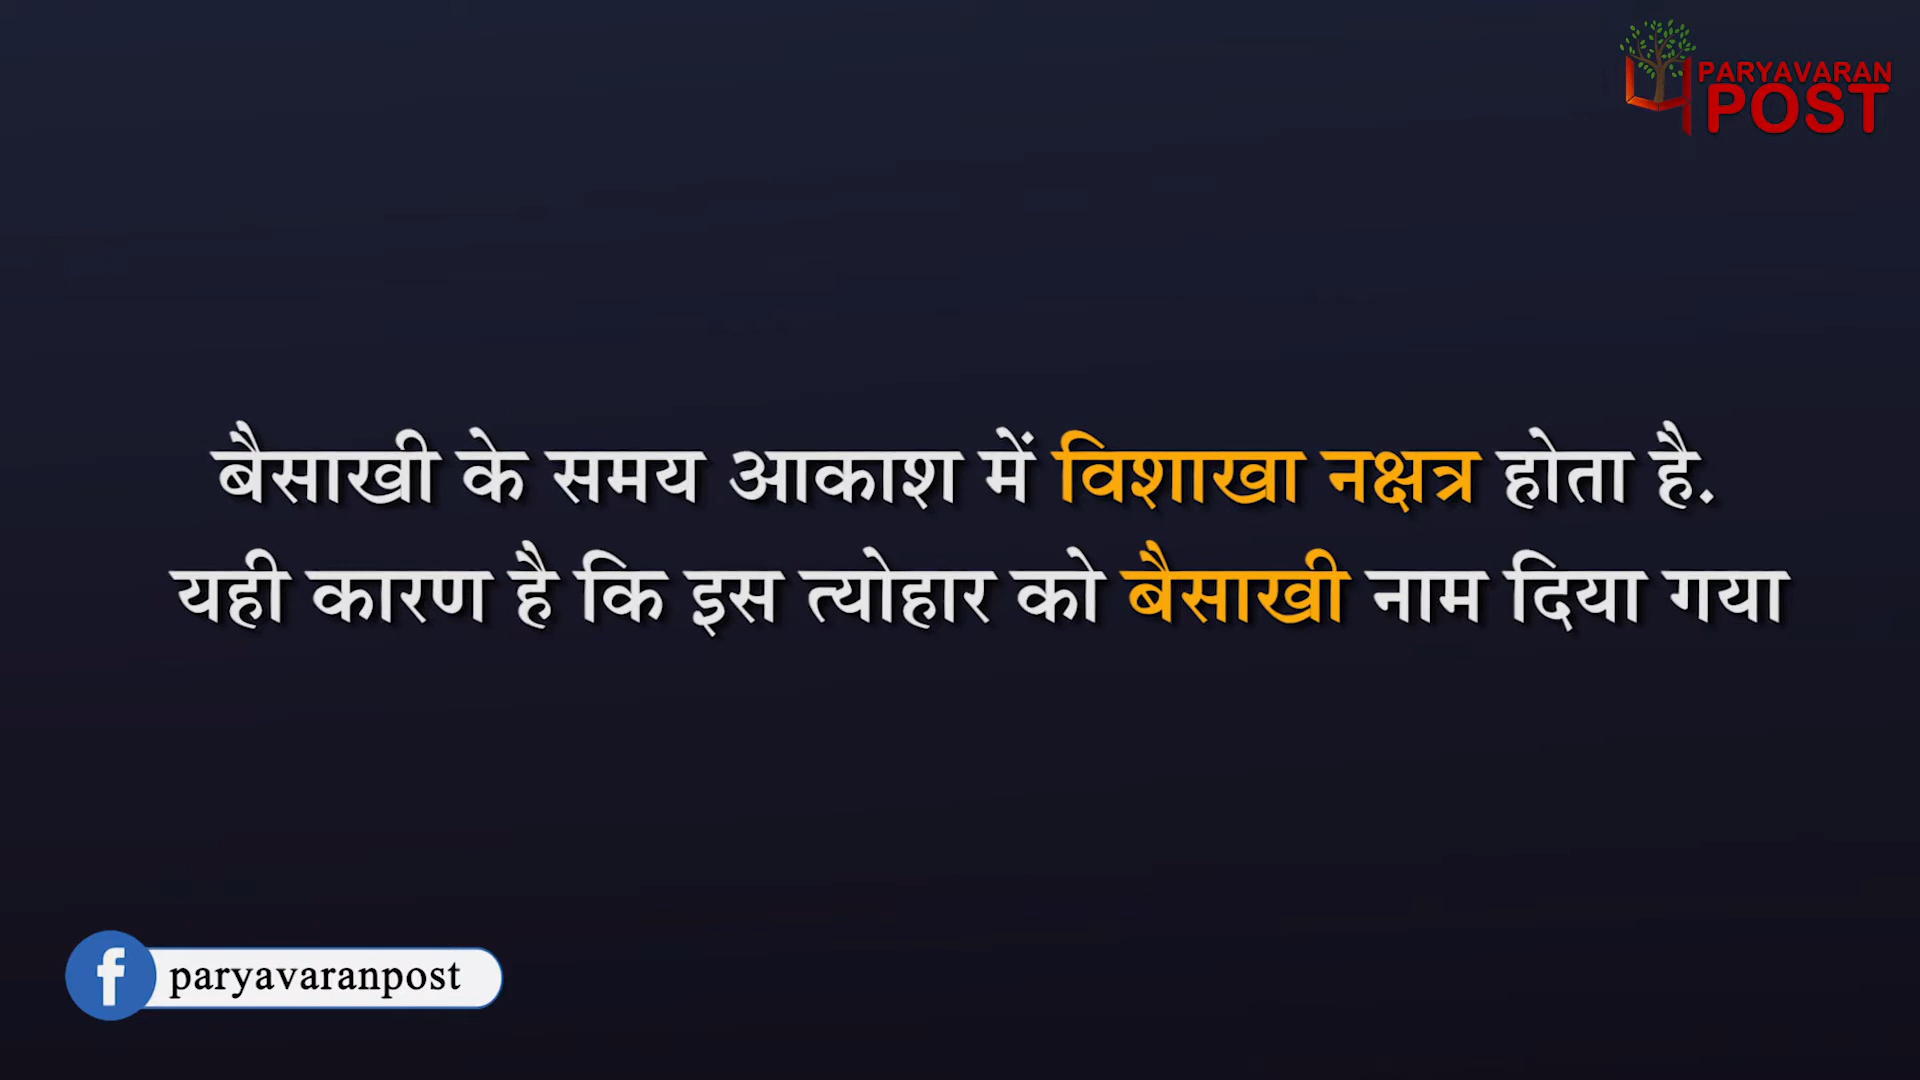 PARYAVARAN
POST
बैसाखी के समय आकाश में विशाखा नक्षत्र होता है.
यही कारण है कि इस त्योहार को बैसाखी नाम दिया गया
f paryavaranpost